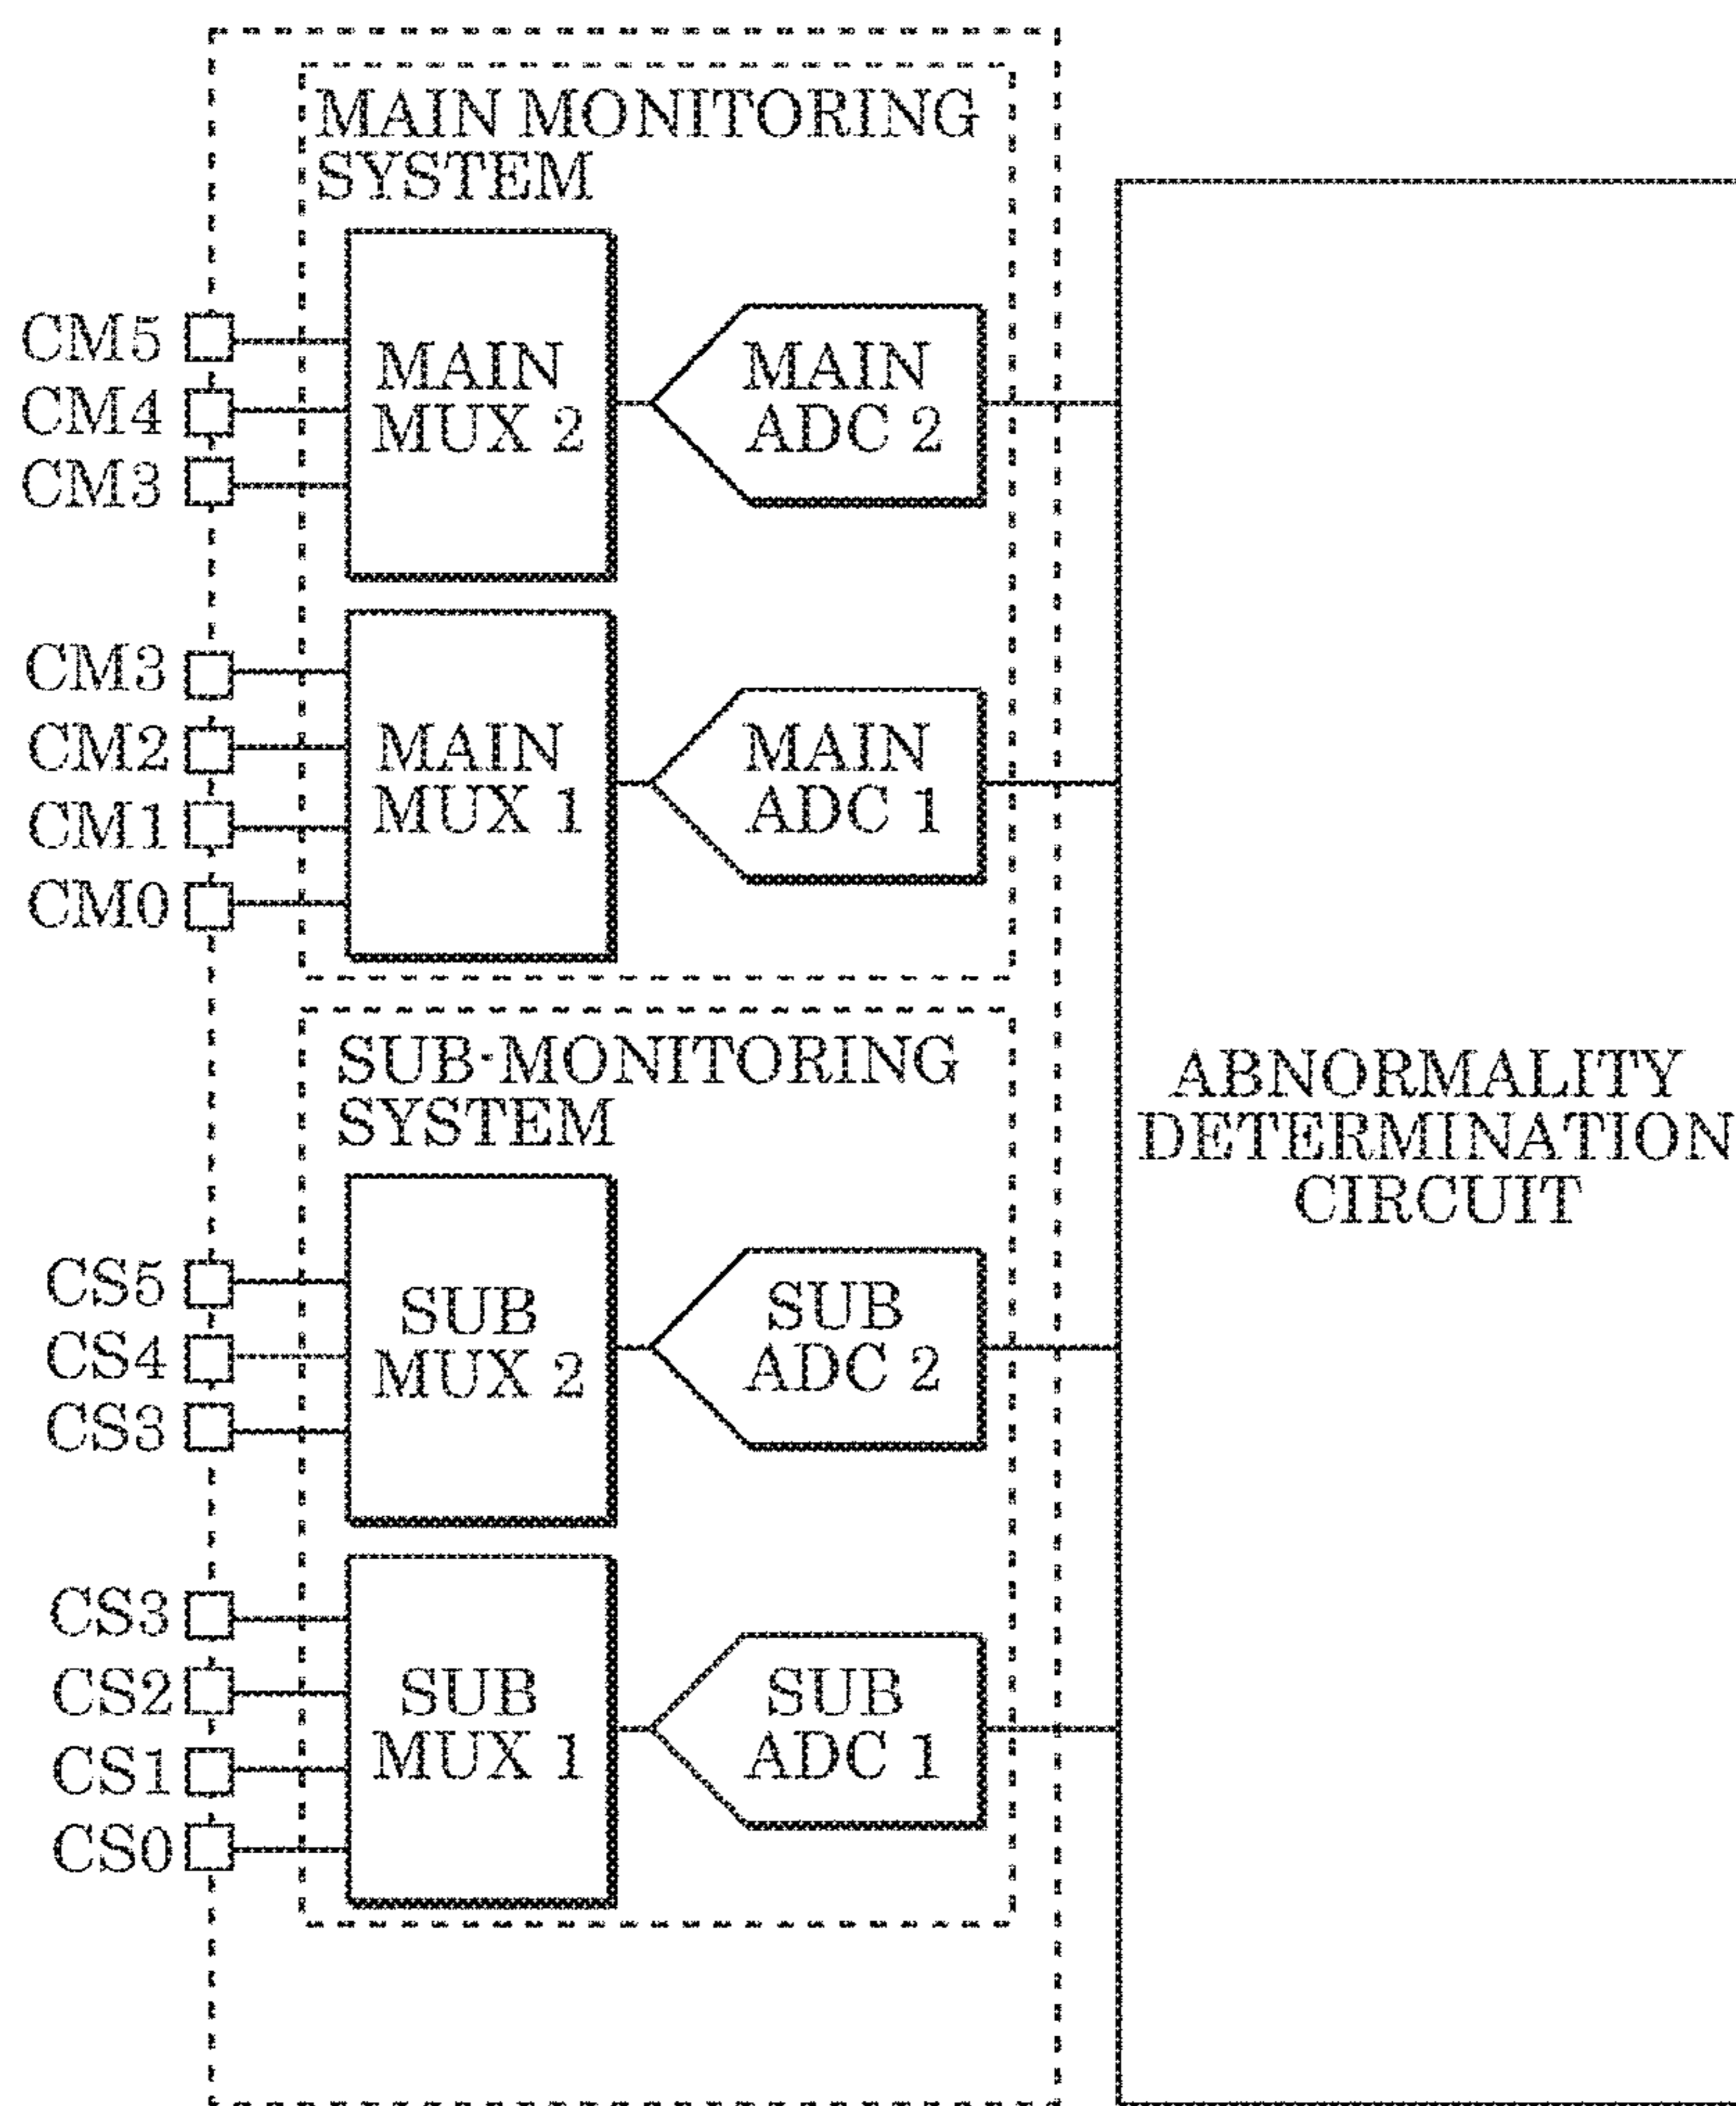 MAIN MONITORING
SYSTEM
CM5
CM4
CM3
MAIN
MUX 2
MAIN
ADC 2
CM3
CM2
CM1
CM0
MAIN
MUX 1
MAIN
ADC 1
SUB-MONITORING
SYSTEM
CS5
CS4
CS3
SUB
MUX 2
SUB
ADC 2
CS3
CS2
CS1
CS0
SUB
MUX 1
SUB
ADC 1
ABNORMALITY
DETERMINATION
CIRCUIT